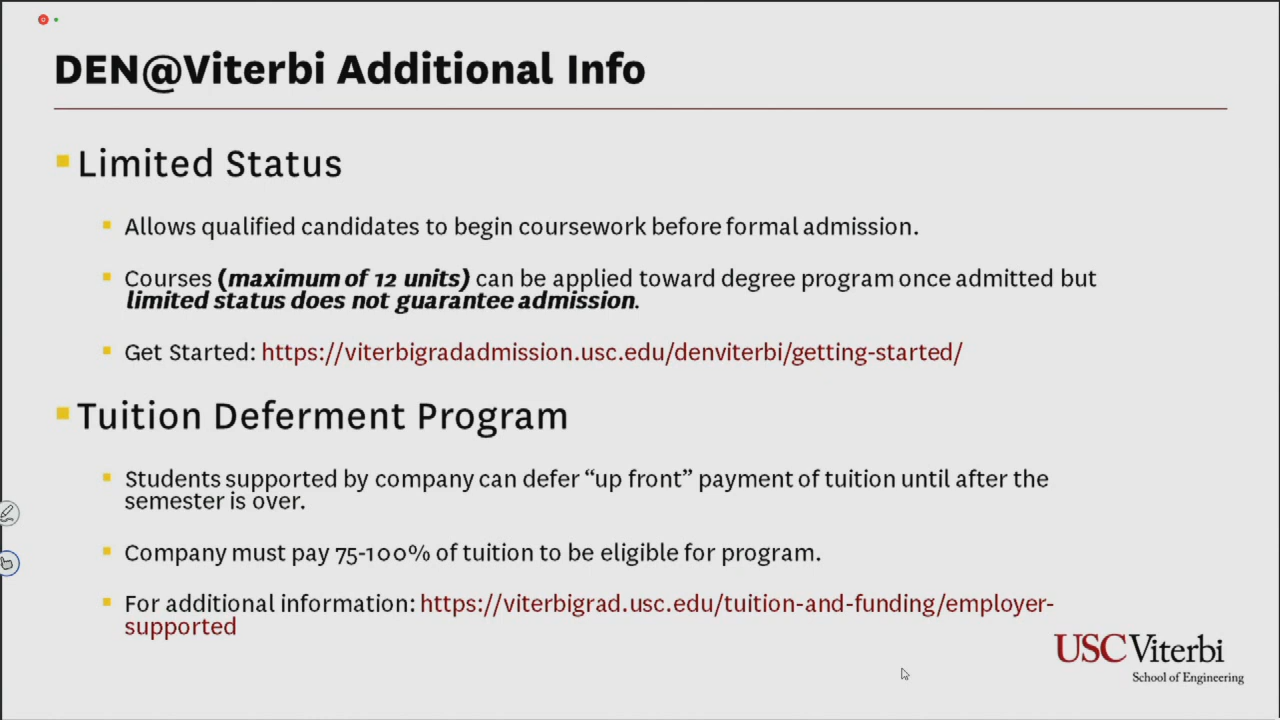 DEN@Viterbi Additional Info
Limited Status
Allows qualified candidates to begin coursework before formal admission.
Courses (maximum of 12 units) can be applied toward degree program once admitted but
limited status does not guarantee admission.
Get Started: https://viterbigradadmission.usc.edu/denviterbi/getting-started/
Tuition Deferment Program
Students supported by company can defer “up front” payment of tuition until after the
semester is over.
Company must pay 75-100% of tuition to be eligible for program.
For additional information: https://viterbigrad.usc.edu/tuition-and-funding/employer-
supported
USC Viterbi
School of Engineering